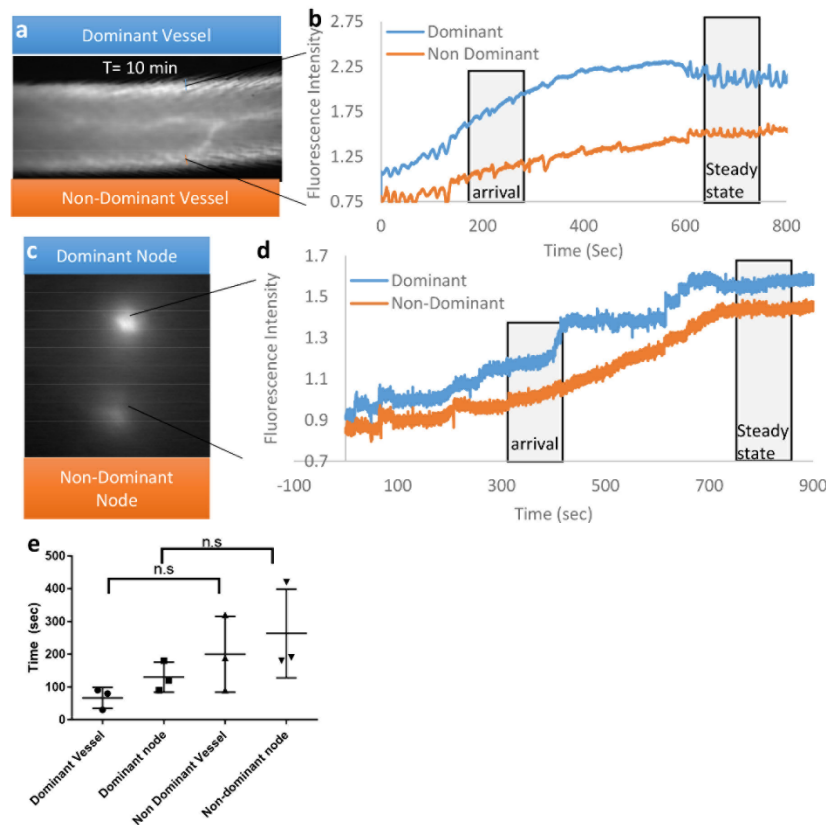 a
Dominant Vessel
T= 10 min
Non-Dominant Vessel
b
Fluorescence Intensity
2.75
2.25
1.75
1.25
0.75
Dominant
Non Dominant
arrival
Steady
state
0
200
400
600
800
Time (Sec)
c
Dominant Node
Non-Dominant
Node
d
Fluorescence Intensity
1.7
1.5
1.3
1.1
0.9
0.7
Dominant
Non-Dominant
arrival
Steady
state
-100
100
300
500
700
900
Time (sec)
e
n.s
n.s
Time (sec)
500
400
300
200
100
0
Dominant Vessel
Dominant node
Non Dominant Vessel
Non-dominant node